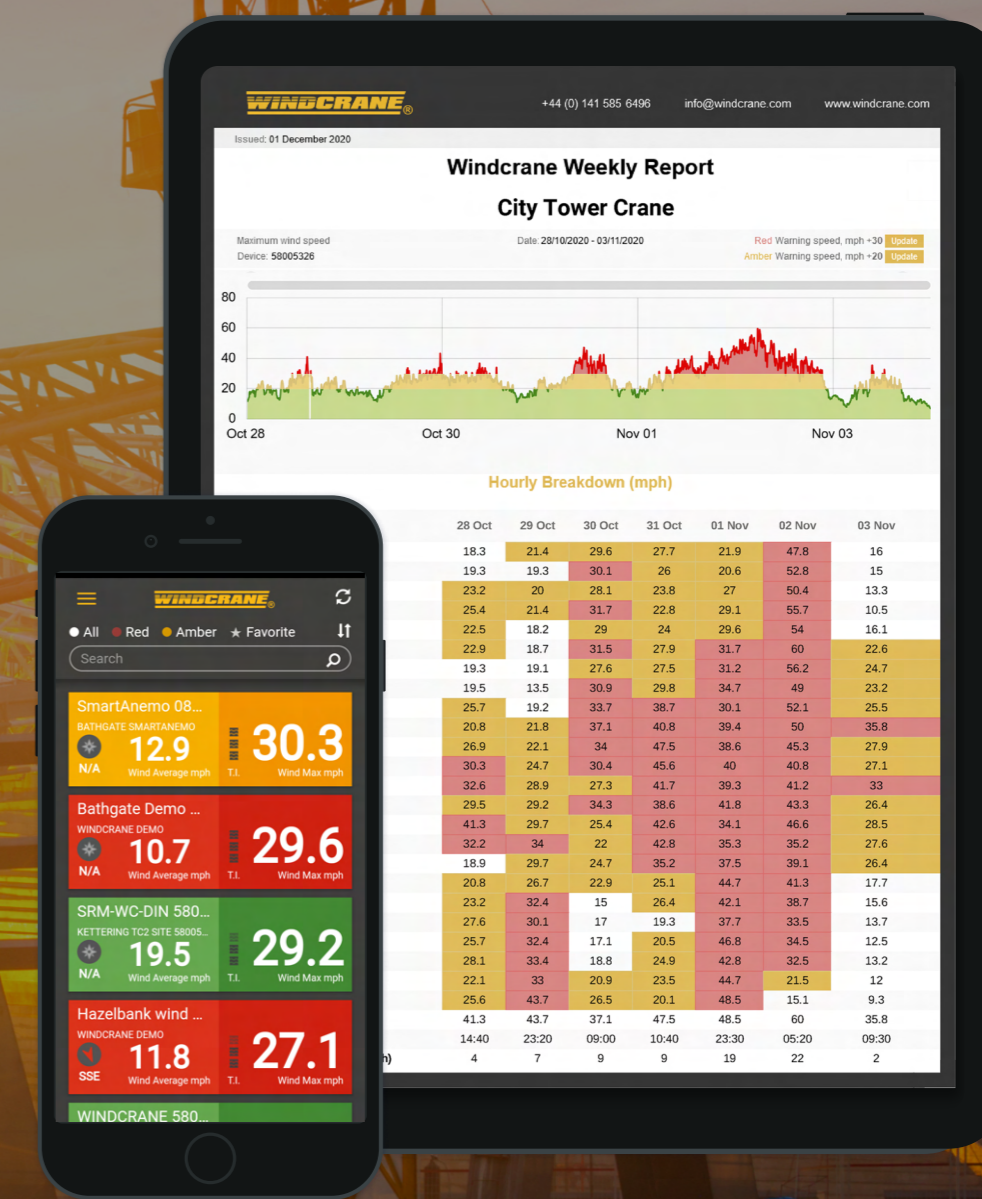 WINDCRANE®
+44 (0) 141 585 6496 info@windcrane.com www.windcrane.com
Issued: 01 December 2020
Windcrane Weekly Report
City Tower Crane
Maximum wind speed Date: 28/10/2020 - 03/11/2020 Red Warning speed, mph +30 Update
Device: 58005326 Amber Warning speed, mph +20 Update
80
60
40
20
0
Oct 28 Oct 30 Nov 01 Nov 03
Hourly Breakdown (mph)
28 Oct 29 Oct 30 Oct 31 Oct 01 Nov 02 Nov 03 Nov
18.3 21.4 29.6 27.7 21.9 47.8 16
19.3 19.3 30.1 26 20.6 52.8 15
23.2 20 28.1 23.8 27 50.4 13.3
25.4 21.4 31.7 22.8 29.1 55.7 10.5
22.5 18.2 29 24 29.6 54 16.1
22.9 18.7 31.5 27.9 31.7 60 22.6
19.3 19.1 27.6 27.5 31.2 56.2 24.7
19.5 13.5 30.9 29.8 34.7 49 23.2
25.7 19.2 33.7 38.7 30.1 52.1 25.5
20.8 21.8 37.1 40.8 39.4 50 35.8
26.9 22.1 34 47.5 38.6 45.3 27.9
30.3 24.7 30.4 45.6 40 40.8 27.1
32.6 28.9 27.3 41.7 39.3 41.2 33
29.5 29.2 34.3 38.6 41.8 43.3 26.4
41.3 29.7 25.4 42.6 34.1 46.6 28.5
32.2 34 22 42.8 35.3 35.2 27.6
18.9 29.7 24.7 35.2 37.5 39.1 26.4
20.8 26.7 22.9 25.1 44.7 41.3 17.7
23.2 32.4 15 26.4 42.1 38.7 15.6
27.6 30.1 17 19.3 37.7 33.5 13.7
25.7 32.4 17.1 20.5 46.8 34.5 12.5
28.1 33.4 18.8 24.9 42.8 32.5 13.2
22.1 33 20.9 23.5 44.7 21.5 12
25.6 43.7 26.5 20.1 48.5 15.1 9.3
41.3 43.7 37.1 47.5 48.5 60 35.8
14:40 23:20 09:00 10:40 23:30 05:20 09:30
h) 4 7 9 9 19 22 2
WINDCRANE®
All Red Amber ★ Favorite
Search
SmartAnemo 08...
BATHGATE SMARTANEMO
12.9 30.3
N/A Wind Average mph T.I. Wind Max mph
Bathgate Demo ...
WINDCRANE DEMO
10.7 29.6
N/A Wind Average mph T.I. Wind Max mph
SRM-WC-DIN 580...
KETTERING TC2 SITE 58005...
19.5 29.2
N/A Wind Average mph T.I. Wind Max mph
Hazelbank wind ...
WINDCRANE DEMO
11.8 27.1
SSE Wind Average mph T.I. Wind Max mph
WINDCRANE 580...